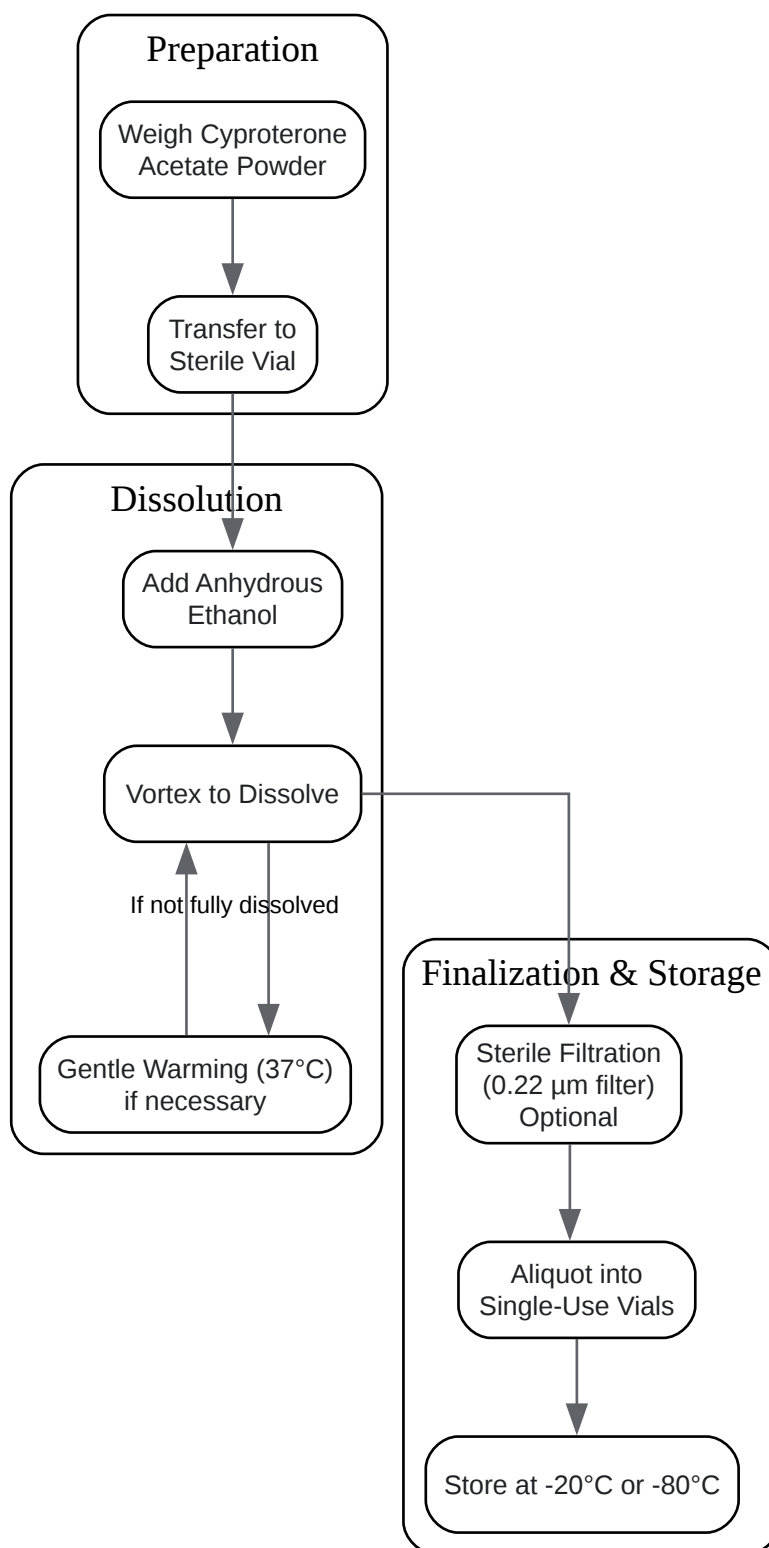 Preparation
Weigh Cyproterone
Acetate Powder
Transfer to
Sterile Vial
Dissolution
Add Anhydrous
Ethanol
Vortex to Dissolve
If not fully dissolved
Gentle Warming (37°C)
if necessary
Finalization & Storage
Sterile Filtration
(0.22 µm filter)
Optional
Aliquot into
Single-Use Vials
Store at -20°C or -80°C